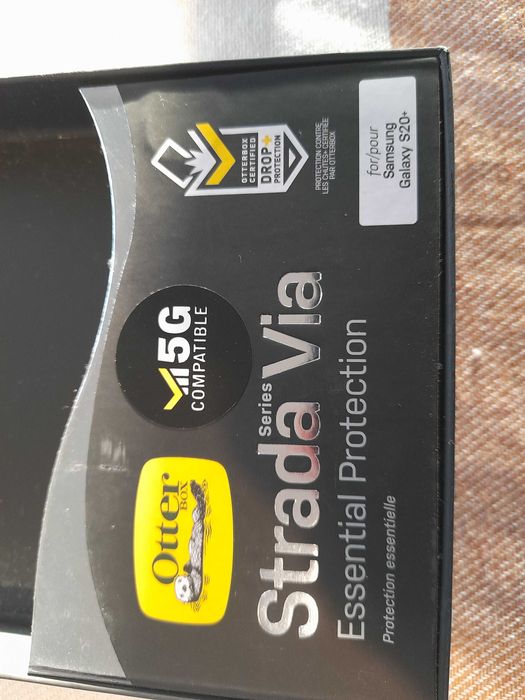 Otter
BOX
5G
COMPATIBLE
OTTERBOX
CERTIFIED
DROP+
PROTECTION
PROTECTION CONTRE
LES CHUTES+ CERTIFIÉE
PAR OTTERBOX
for/pour
Samsung
Galaxy S20+
Strada Series Via
Essential Protection
Protection essentielle